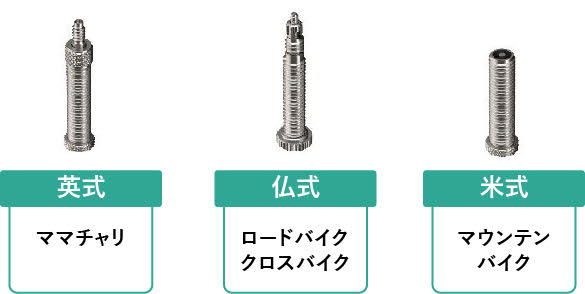 英式
仏式
米式
ママチャリ
ロードバイク
クロスバイク
マウンテン
バイク